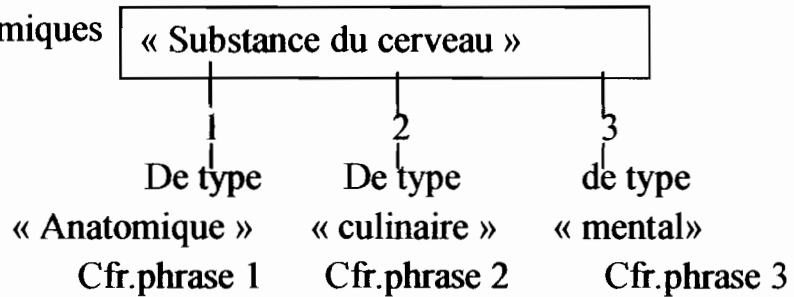 miques « Substance du cerveau »
1 2 3
De type De type de type
« Anatomique » « culinaire » « mental»
Cfr.phrase 1 Cfr.phrase 2 Cfr.phrase 3